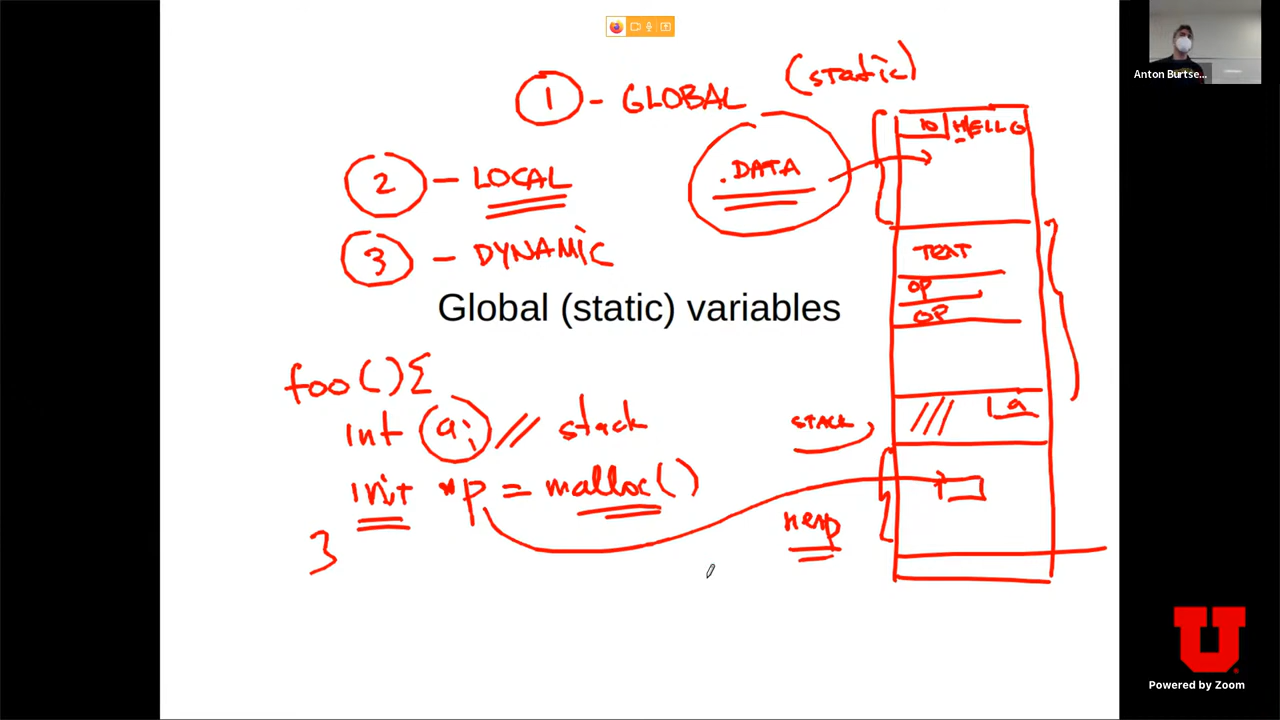 (static)
1 - GLOBAL
10 HELLO
.DATA
2 - LOCAL
3 - DYNAMIC
TEXT
OP
OP
Global (static) variables
foo(){
int a; // stack
STACK
a
int *p = malloc()
heap
}
Anton Burtse...
U
Powered by Zoom